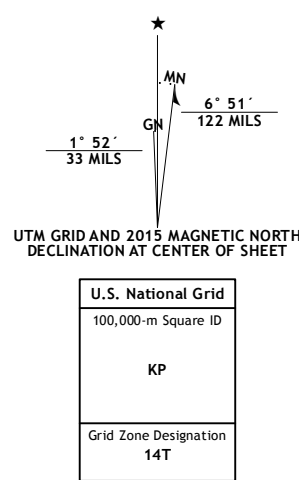 ★
MN
GN
6° 51´
122 MILS
1° 52´
33 MILS
UTM GRID AND 2015 MAGNETIC NORTH
DECLINATION AT CENTER OF SHEET
U.S. National Grid
100,000-m Square ID
KP
Grid Zone Designation
14T